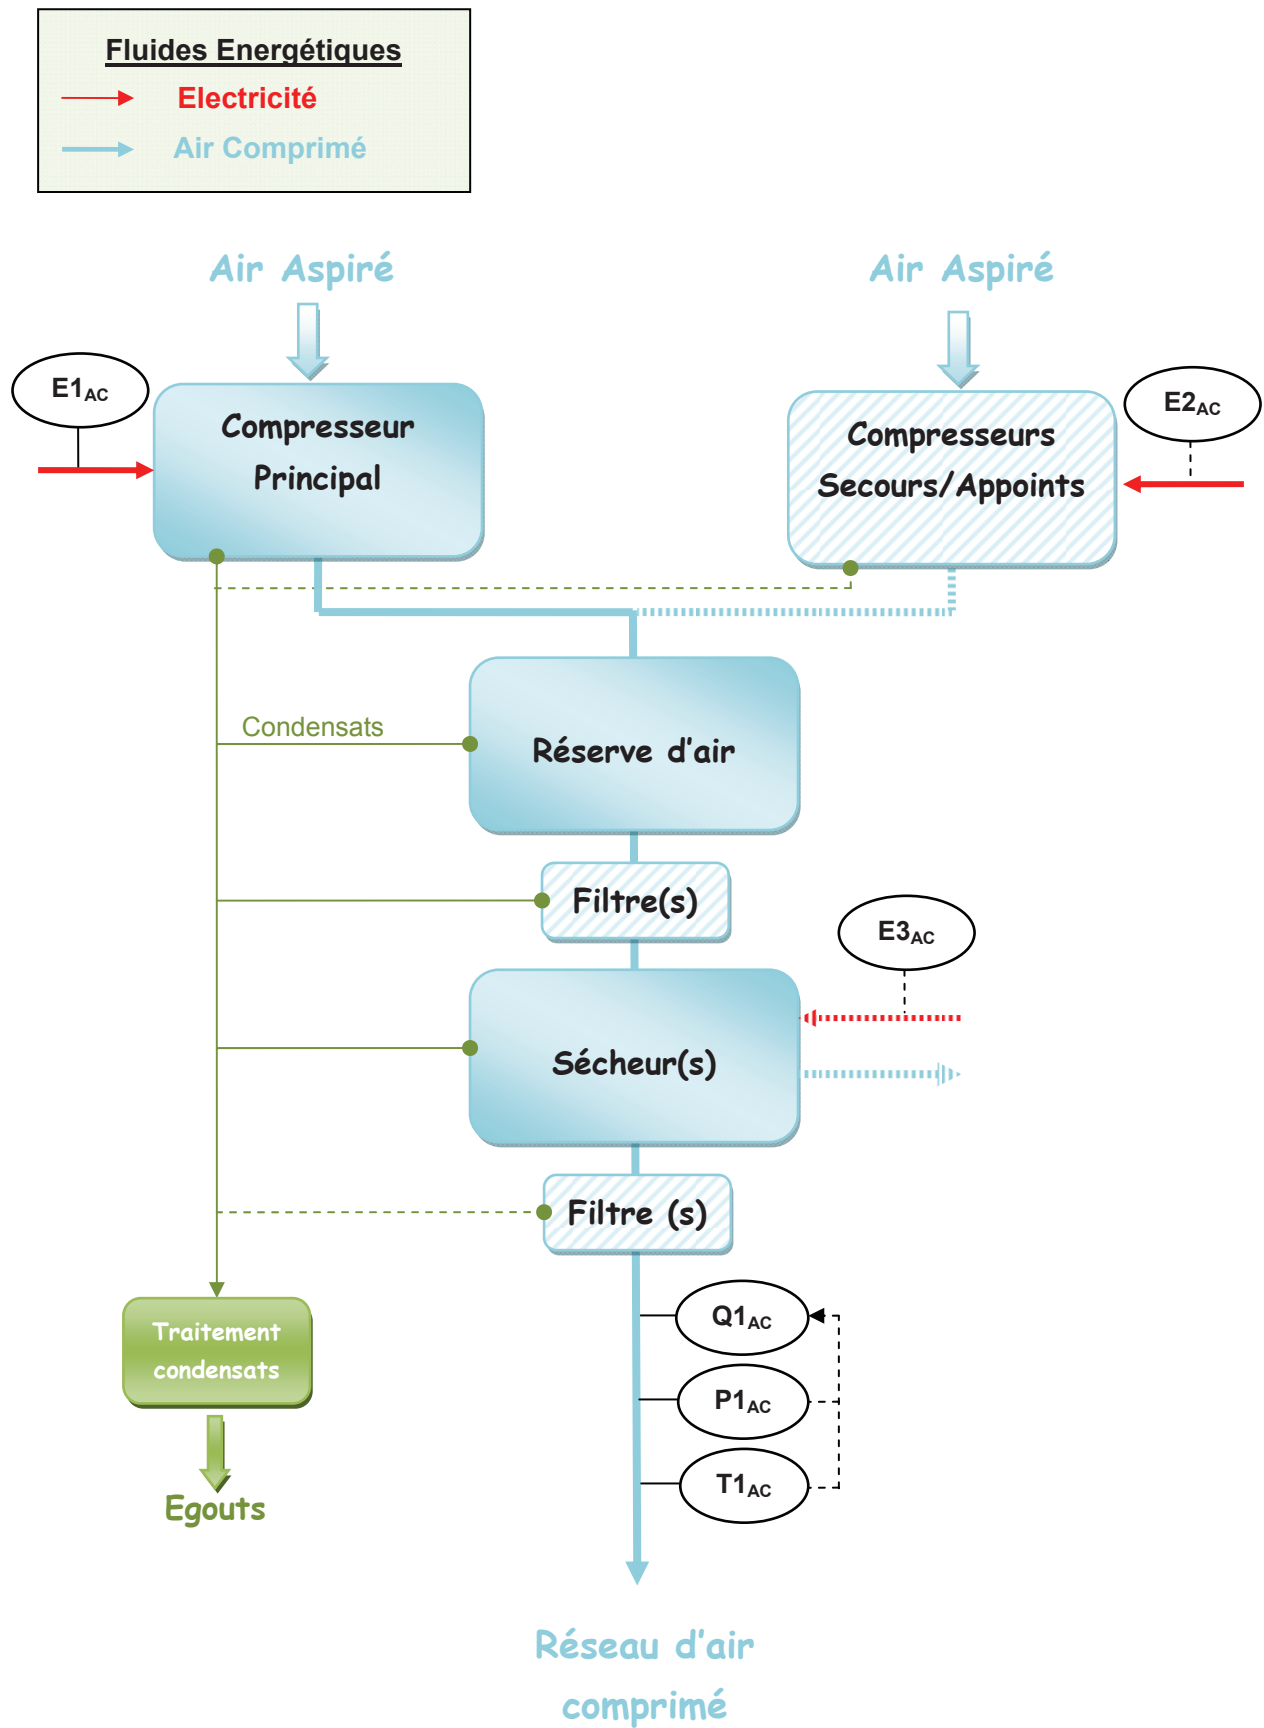 Fluides Energétiques
Electricité
Air Comprimé
Air Aspiré
Air Aspiré
E1AC
Compresseur
Principal
Compresseurs
Secours/Appoints
E2AC
Condensats
Réserve d'air
Filtre(s)
E3AC
Sécheur(s)
Filtre (s)
Traitement
condensats
Egouts
Q1AC
P1AC
T1AC
Réseau d'air
comprimé